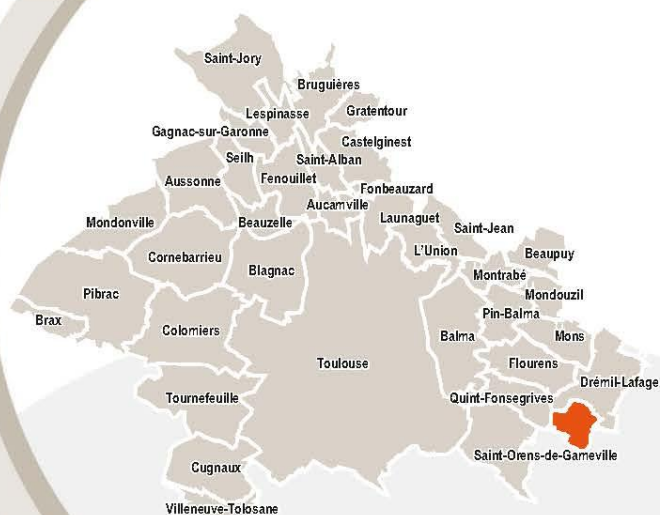 Saint-Jory
Bruguières
Lespinasse
Gratentour
Gagnac-sur-Garonne
Castelginest
Seilh
Saint-Alban
Aussonne
Fenouillet
Fonbeauzard
Aucamville
Mondonville
Beauzelle
Launaguet
Saint-Jean
L'Union
Beaupuy
Cornebarrieu
Blagnac
Montrabé
Pibrac
Mondouzil
Brax
Pin-Balma
Colomiers
Balma
Mons
Toulouse
Flourens
Drémil-Lafage
Tournefeuille
Quint-Fonsegrives
Saint-Orens-de-Gameville
Cugnaux
Villeneuve-Tolosane